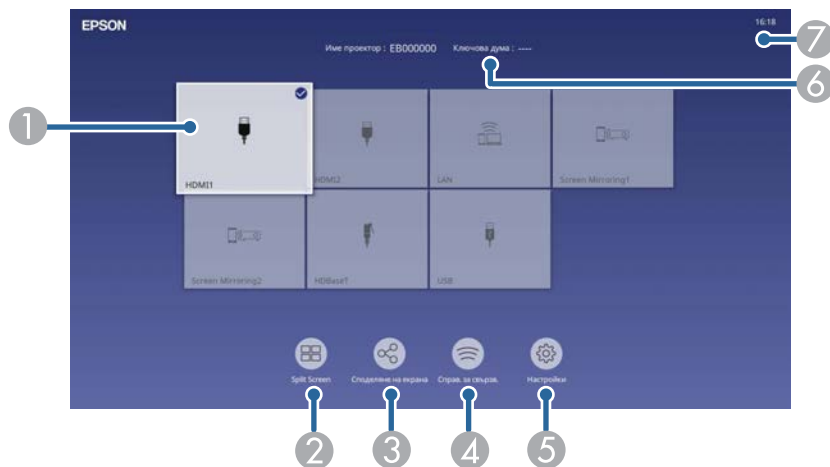 EPSON
16:18
Име проектор : EB000000 Ключова дума : ----
7
6
1
HDMI1
HDMI2
LAN
Screen Mirroring1
Screen Mirroring2
HDBaseT
USB
Split Screen
Споделяне на екрана
Справ. за свързв.
Настройки
2
3
4
5